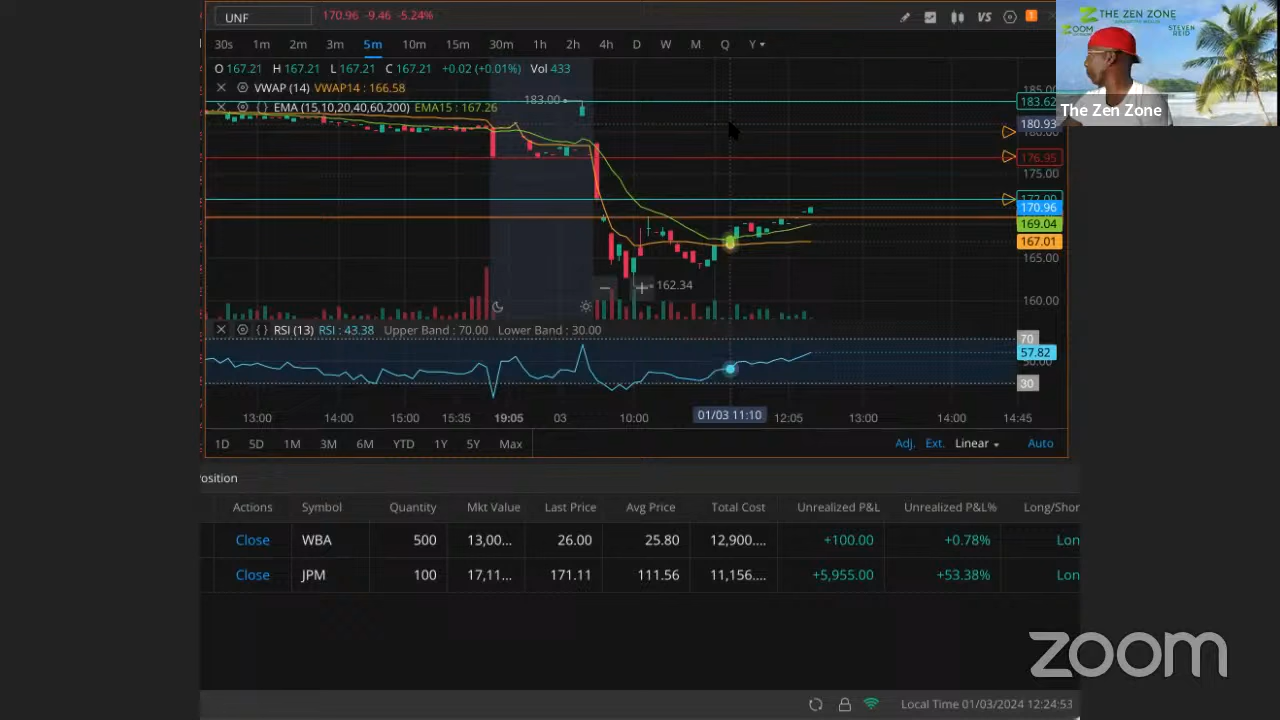 UNF 170.96 -9.46 -5.24% VS 1
THE ZEN ZONE
ZOOM STEVEN REID
The Zen Zone
30s 1m 2m 3m 5m 10m 15m 30m 1h 2h 4h D W M Q Y
O 167.21 H 167.21 L 167.21 C 167.21 +0.02 (+0.01%) Vol 433
VWAP (14) VWAP14 : 166.58
EMA (15,10,20,40,60,200) EMA15 : 167.26
183.00
183.62
180.93
176.95
175.00
170.96
169.04
167.01
165.00
160.00
162.34
RSI (13) RSI : 43.38 Upper Band : 70.00 Lower Band : 30.00
70
57.82
30
13:00 14:00 15:00 15:35 19:05 03 10:00 01/03 11:10 12:05 13:00 14:00 14:45
1D 5D 1M 3M 6M YTD 1Y 5Y Max Adj. Ext. Linear Auto
osition
Actions Symbol Quantity Mkt Value Last Price Avg Price Total Cost Unrealized P&L Unrealized P&L% Long/Shor
Close WBA 500 13,00... 26.00 25.80 12,900.... +100.00 +0.78% Lon
Close JPM 100 17,11... 171.11 111.56 11,156.... +5,955.00 +53.38% Lon
zoom
Local Time 01/03/2024 12:24:53